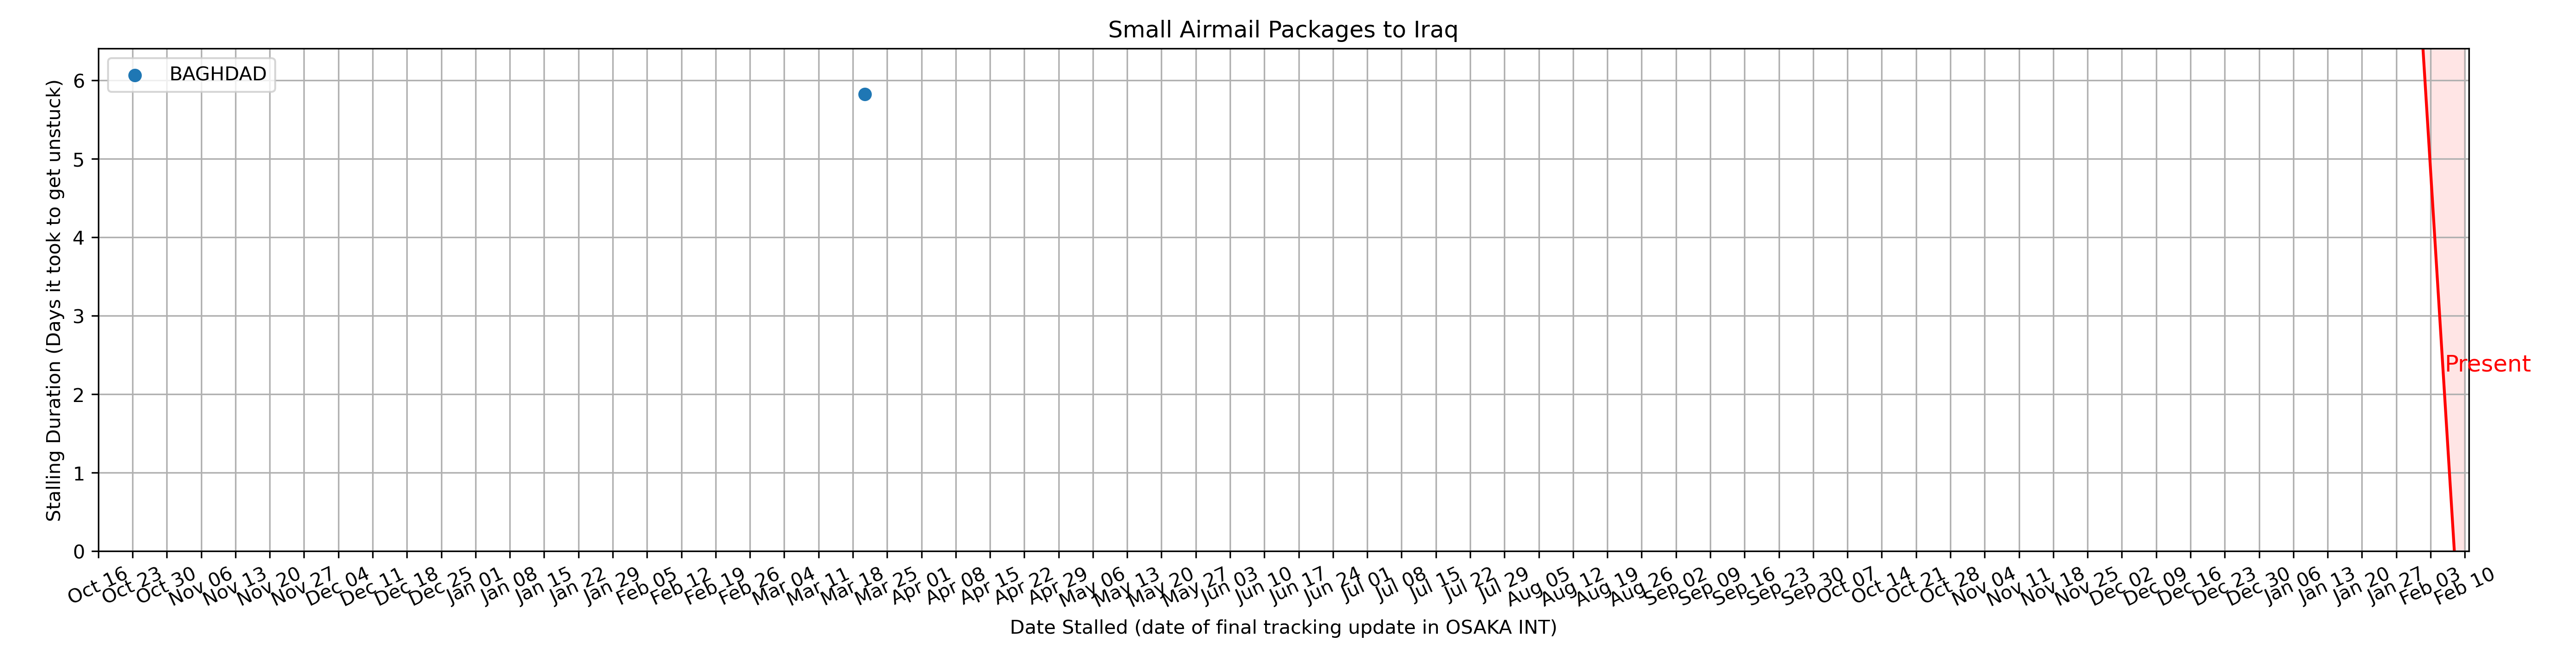 Small Airmail Packages to Iraq
BAGHDAD
Stalling Duration (Days it took to get unstuck)
6
5
4
3
2
1
0
Present
Oct 16
Oct 23
Oct 30
Nov 06
Nov 13
Nov 20
Nov 27
Dec 04
Dec 11
Dec 18
Dec 25
Jan 01
Jan 08
Jan 15
Jan 22
Jan 29
Feb 05
Feb 12
Feb 19
Feb 26
Mar 04
Mar 11
Mar 18
Mar 25
Apr 01
Apr 08
Apr 15
Apr 22
Apr 29
May 06
May 13
May 20
May 27
Jun 03
Jun 10
Jun 17
Jun 24
Jul 01
Jul 08
Jul 15
Jul 22
Jul 29
Aug 05
Aug 12
Aug 19
Aug 26
Sep 02
Sep 09
Sep 16
Sep 23
Sep 30
Oct 07
Oct 14
Oct 21
Oct 28
Nov 04
Nov 11
Nov 18
Nov 25
Dec 02
Dec 09
Dec 16
Dec 23
Dec 30
Jan 06
Jan 13
Jan 20
Jan 27
Feb 03
Feb 10
Date Stalled (date of final tracking update in OSAKA INT)